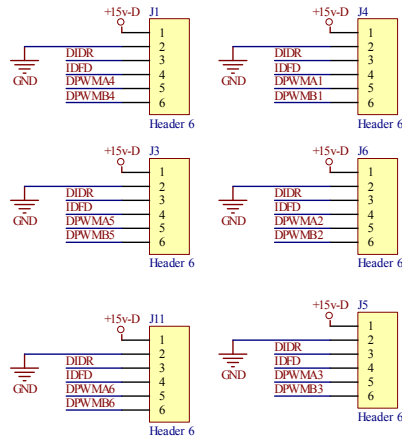 J1
+15v-D
1
2
DIDR 3
IDFD 4
DPWMA4 5
DPWMB4 6
GND
Header 6
J4
+15v-D
1
2
DIDR 3
IDFD 4
DPWMA1 5
DPWMB1 6
GND
Header 6
J3
+15v-D
1
2
DIDR 3
IDFD 4
DPWMA5 5
DPWMB5 6
GND
Header 6
J6
+15v-D
1
2
DIDR 3
IDFD 4
DPWMA2 5
DPWMB2 6
GND
Header 6
J11
+15v-D
1
2
DIDR 3
IDFD 4
DPWMA6 5
DPWMB6 6
GND
Header 6
J5
+15v-D
1
2
DIDR 3
IDFD 4
DPWMA3 5
DPWMB3 6
GND
Header 6